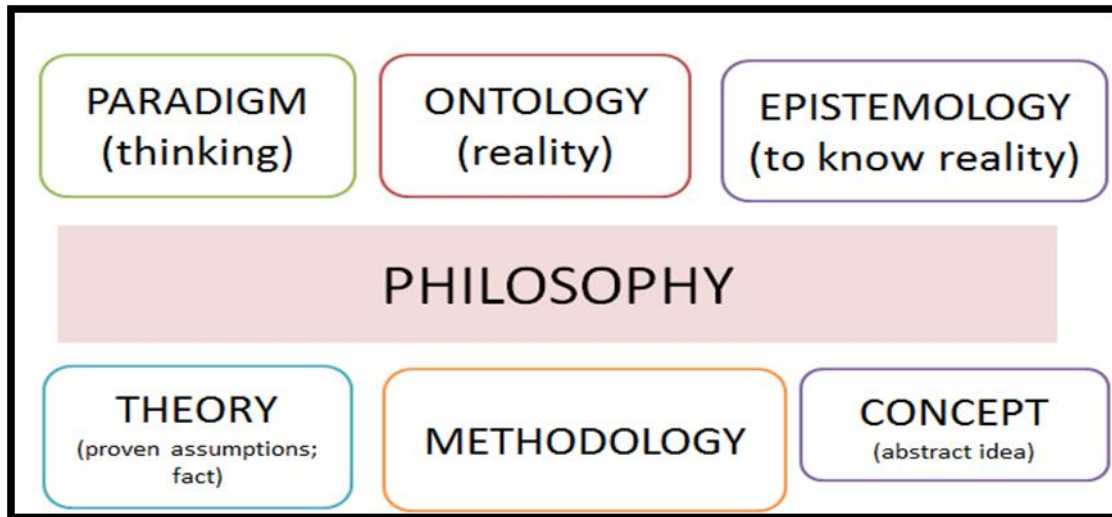 PARADIGM
(thinking)
ONTOLOGY
(reality)
EPISTEMOLOGY
(to know reality)
PHILOSOPHY
THEORY
(proven assumptions;
fact)
METHODOLOGY
CONCEPT
(abstract idea)